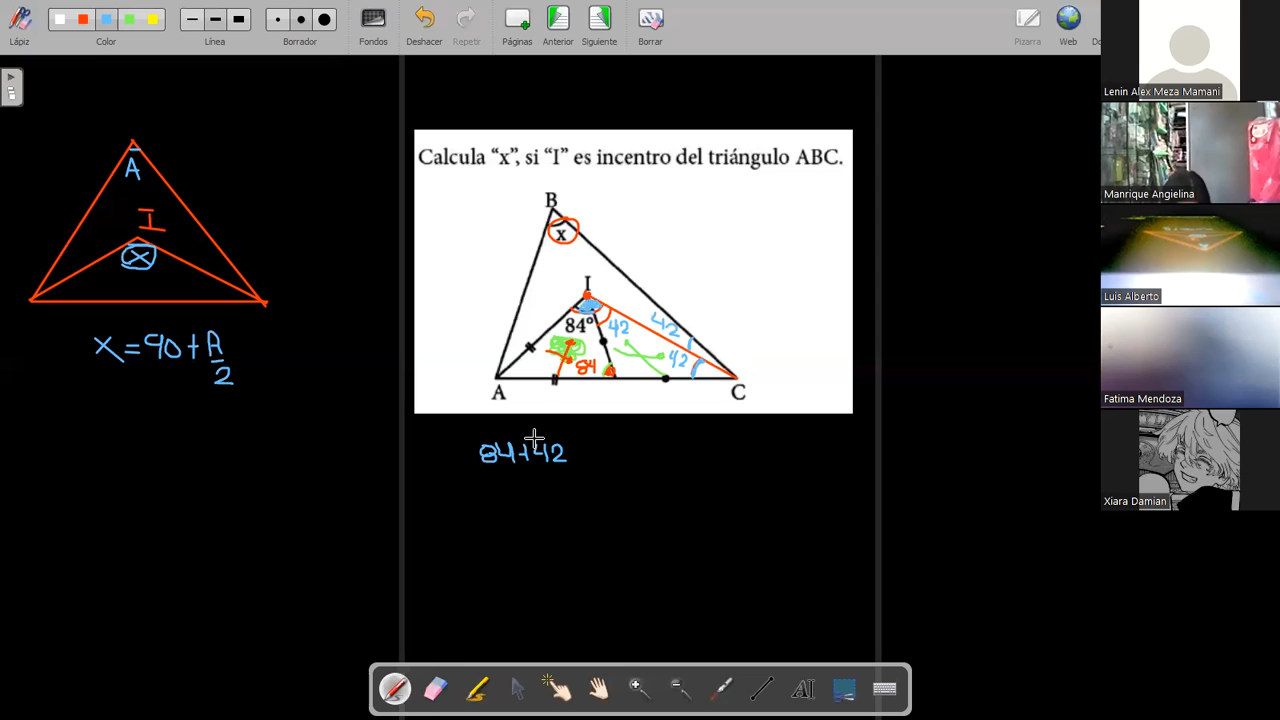 Lápiz
Color
Línea
Borrador
Fondos
Deshacer
Repetir
Páginas
Anterior
Siguiente
Borrar
Pizarra
Web
Lenin Alex Meza Mamani
Manrique Angielina
Luis Alberto
Fatima Mendoza
Xiara Damian
A
I
x
x=90+A/2
Calcula “x”, si “I” es incentro del triángulo ABC.
B
x
I
84º
42
42
42
84
A
C
84+42
AI